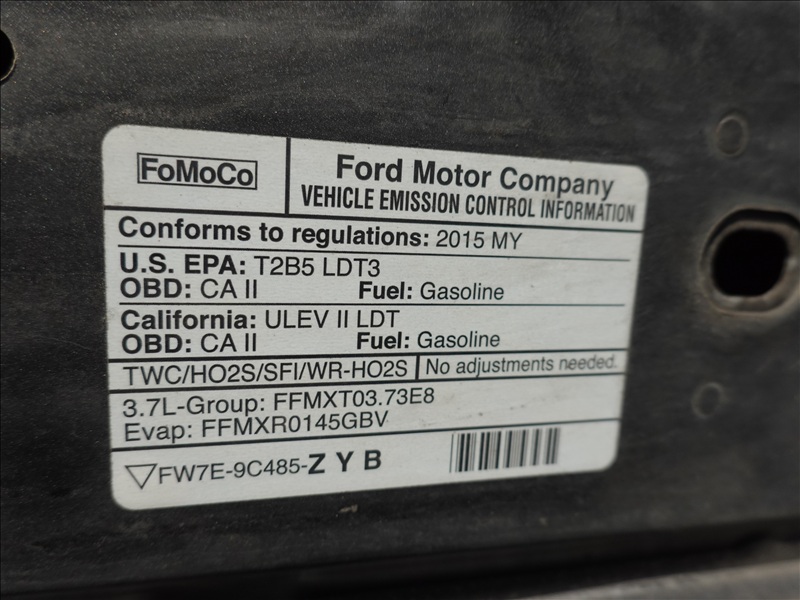 FoMoCo
Ford Motor Company
VEHICLE EMISSION CONTROL INFORMATION
Conforms to regulations: 2015 MY
U.S. EPA: T2B5 LDT3
OBD: CA II Fuel: Gasoline
California: ULEV II LDT
OBD: CA II Fuel: Gasoline
TWC/HO2S/SFI/WR-HO2S No adjustments needed.
3.7L-Group: FFMXT03.73E8
Evap: FFMXR0145GBV
FW7E-9C485-Z Y B